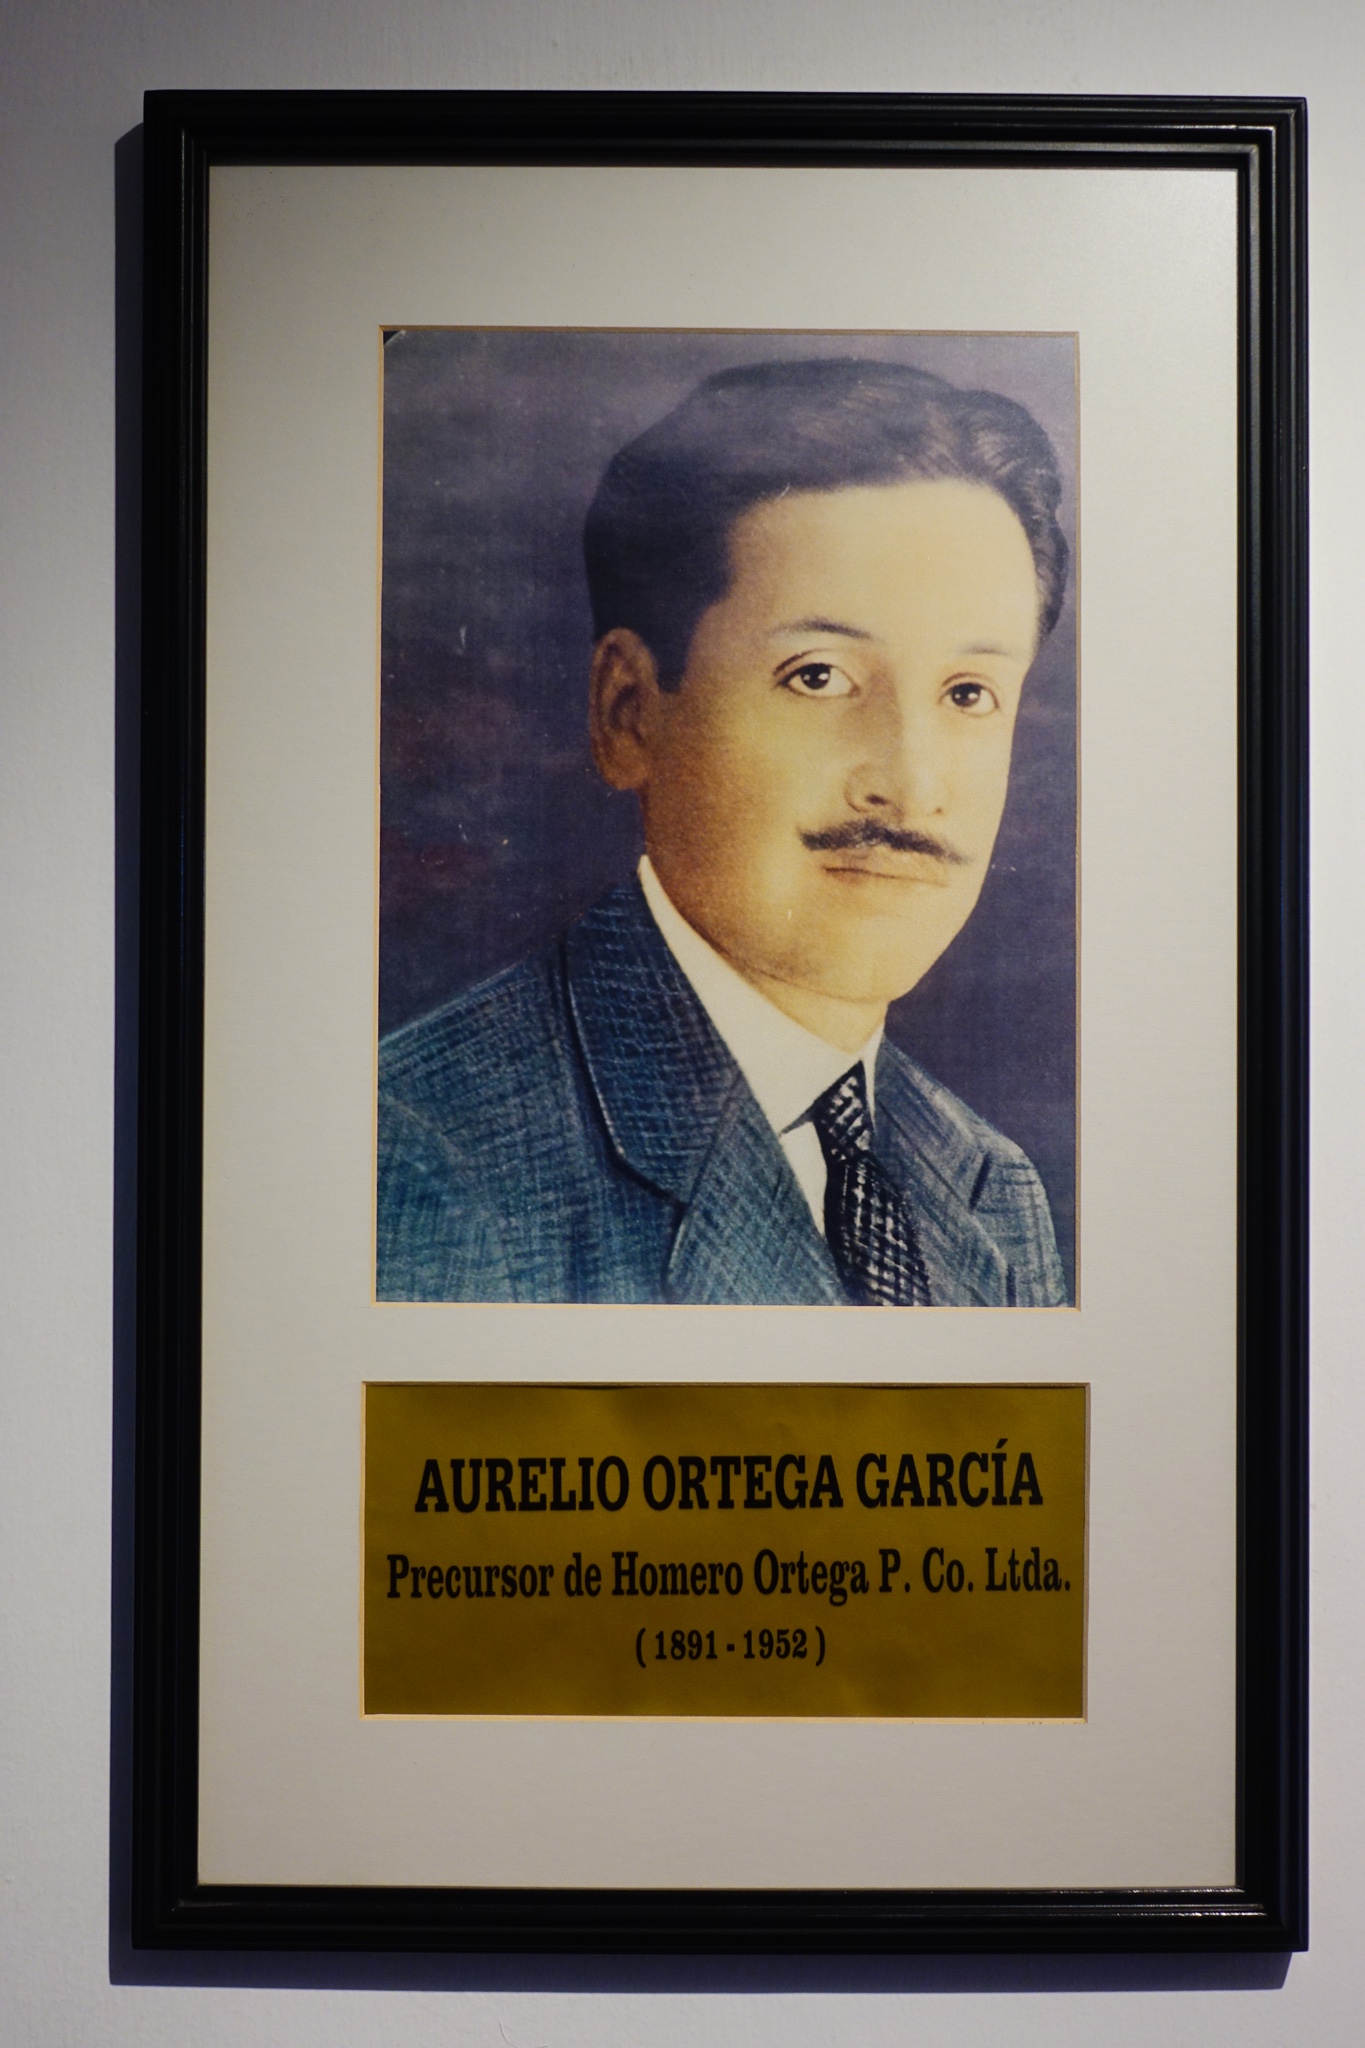 AURELIO ORTEGA GARCÍA
Precursor de Homero Ortega P. Co. Ltda.
( 1891 - 1952 )